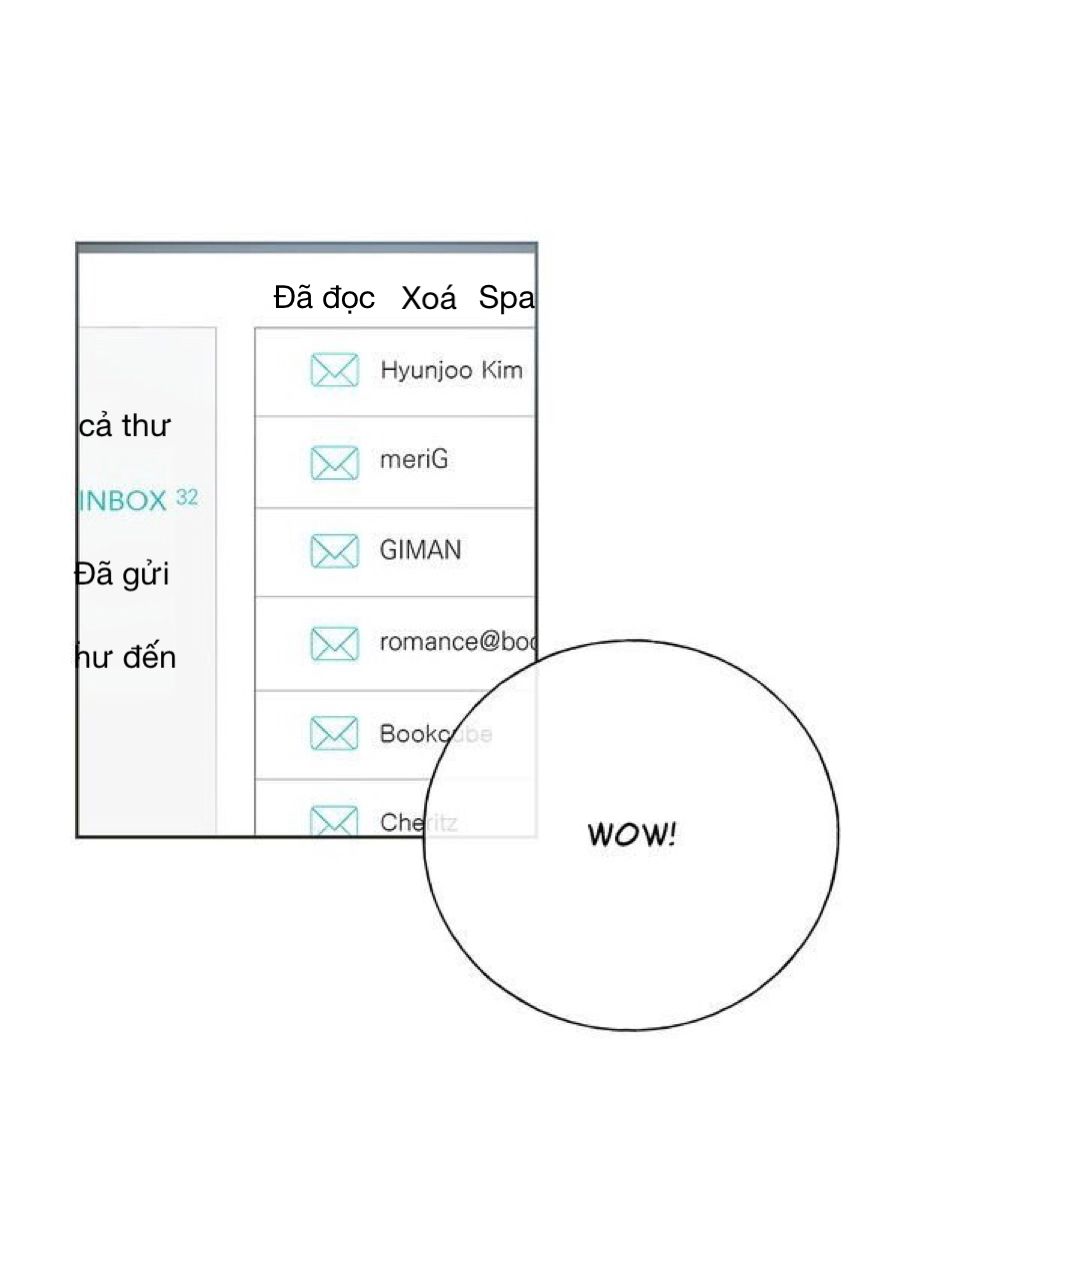 Đã đọc Xoá Spa
Hyunjoo Kim
cả thư
meriG
INBOX 32
GIMAN
Đã gửi
romance@boo
hư đến
Bookcube
Cheritz
WOW!